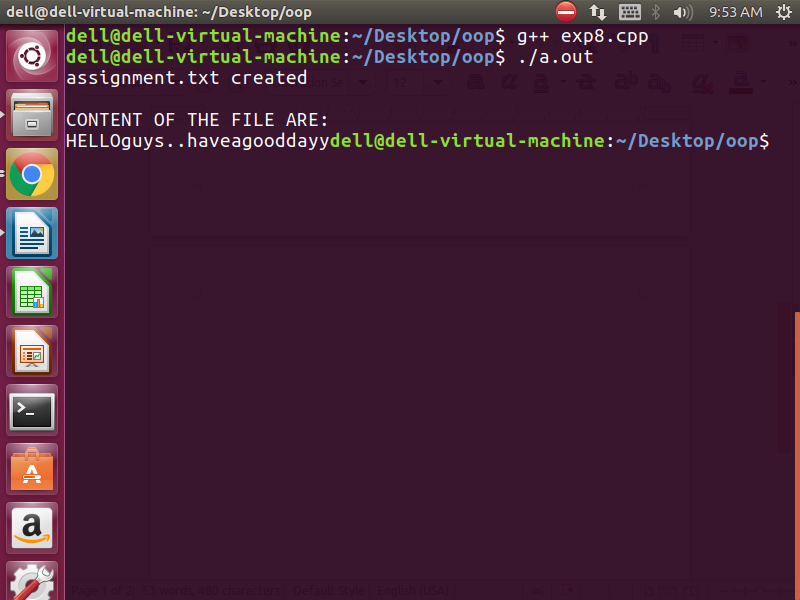 dell@dell-virtual-machine: ~/Desktop/oop 9:53 AM
dell@dell-virtual-machine:~/Desktop/oop$ g++ exp8.cpp
dell@dell-virtual-machine:~/Desktop/oop$ ./a.out
assignment.txt created
CONTENT OF THE FILE ARE:
HELLOguys..haveagooddayydell@dell-virtual-machine:~/Desktop/oop$